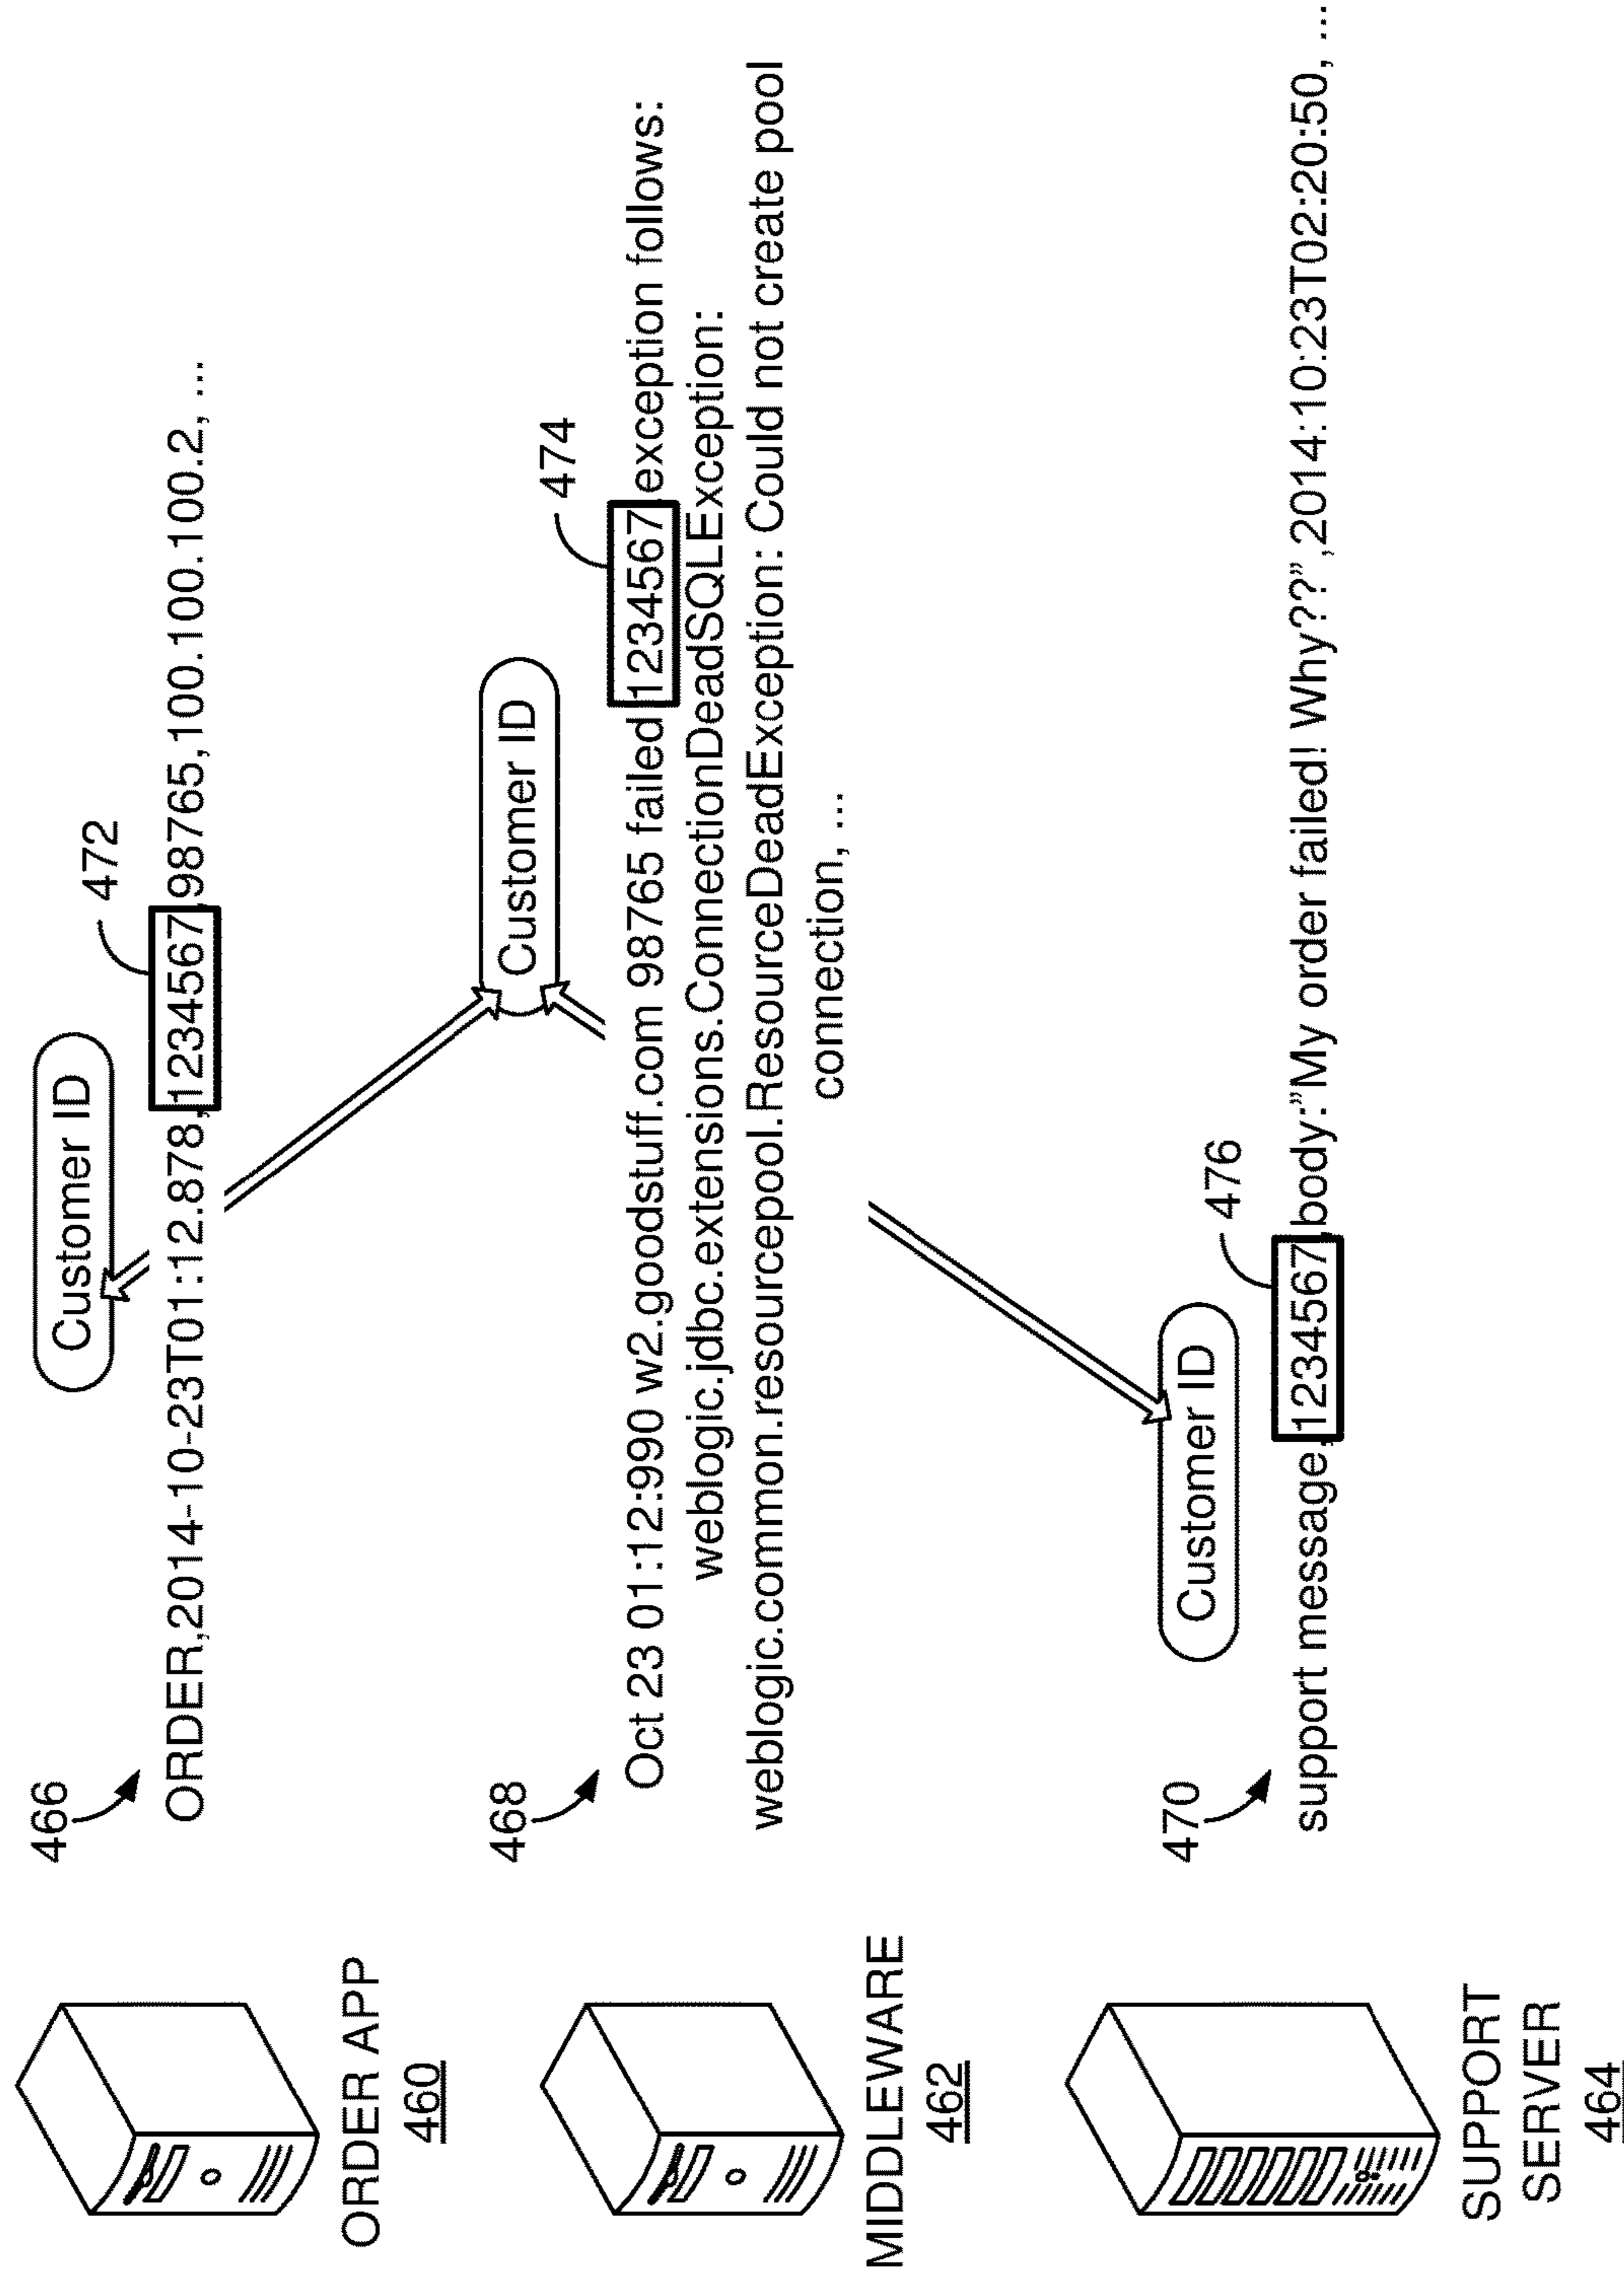 466
Customer ID
472
ORDER,2014-10-23T01:12.878,1234567,98765,100.100.100.2, ...
ORDER APP
460
468
Customer ID
474
Oct 23 01:12:990 w2.goodstuff.com 98765 failed 1234567 exception follows:
weblogic.jdbc.extensions.ConnectionDeadSQLException:
weblogic.common.resourcepool.ResourceDeadException: Could not create pool
connection, ...
MIDDLEWARE
462
470
Customer ID
476
support message,1234567,body:”My order failed! Why??”,2014:10:23T02:20:50, ...
SUPPORT
SERVER
464